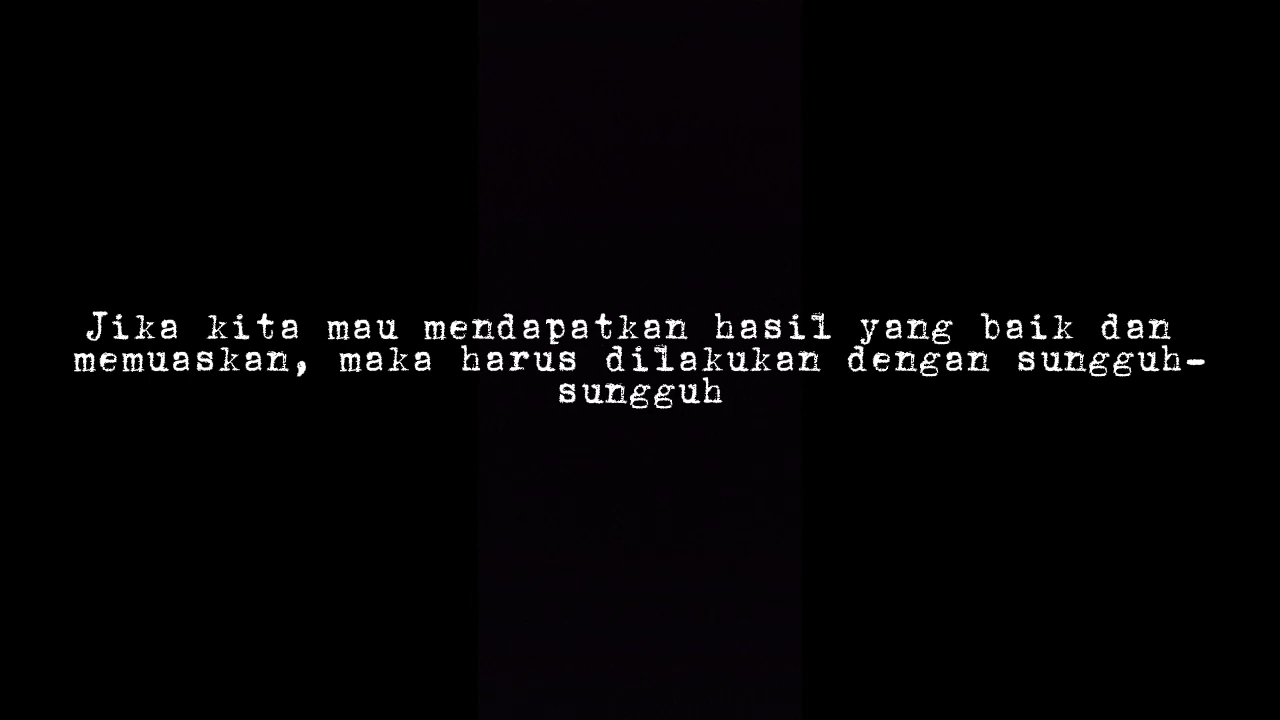 Jika kita mau mendapatkan hasil yang baik dan
memuaskan, maka harus dilakukan dengan sungguh-
sungguh